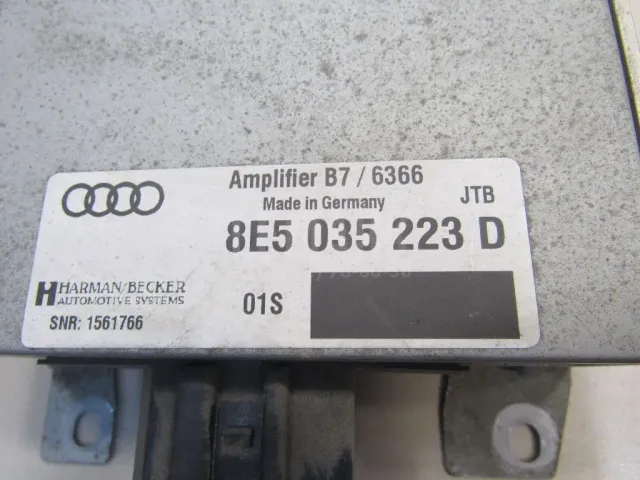 Amplifier B7 / 6366
Made in Germany
JTB
8E5 035 223 D
HARMAN/BECKER
AUTOMOTIVE SYSTEMS
01S
SNR: 1561766